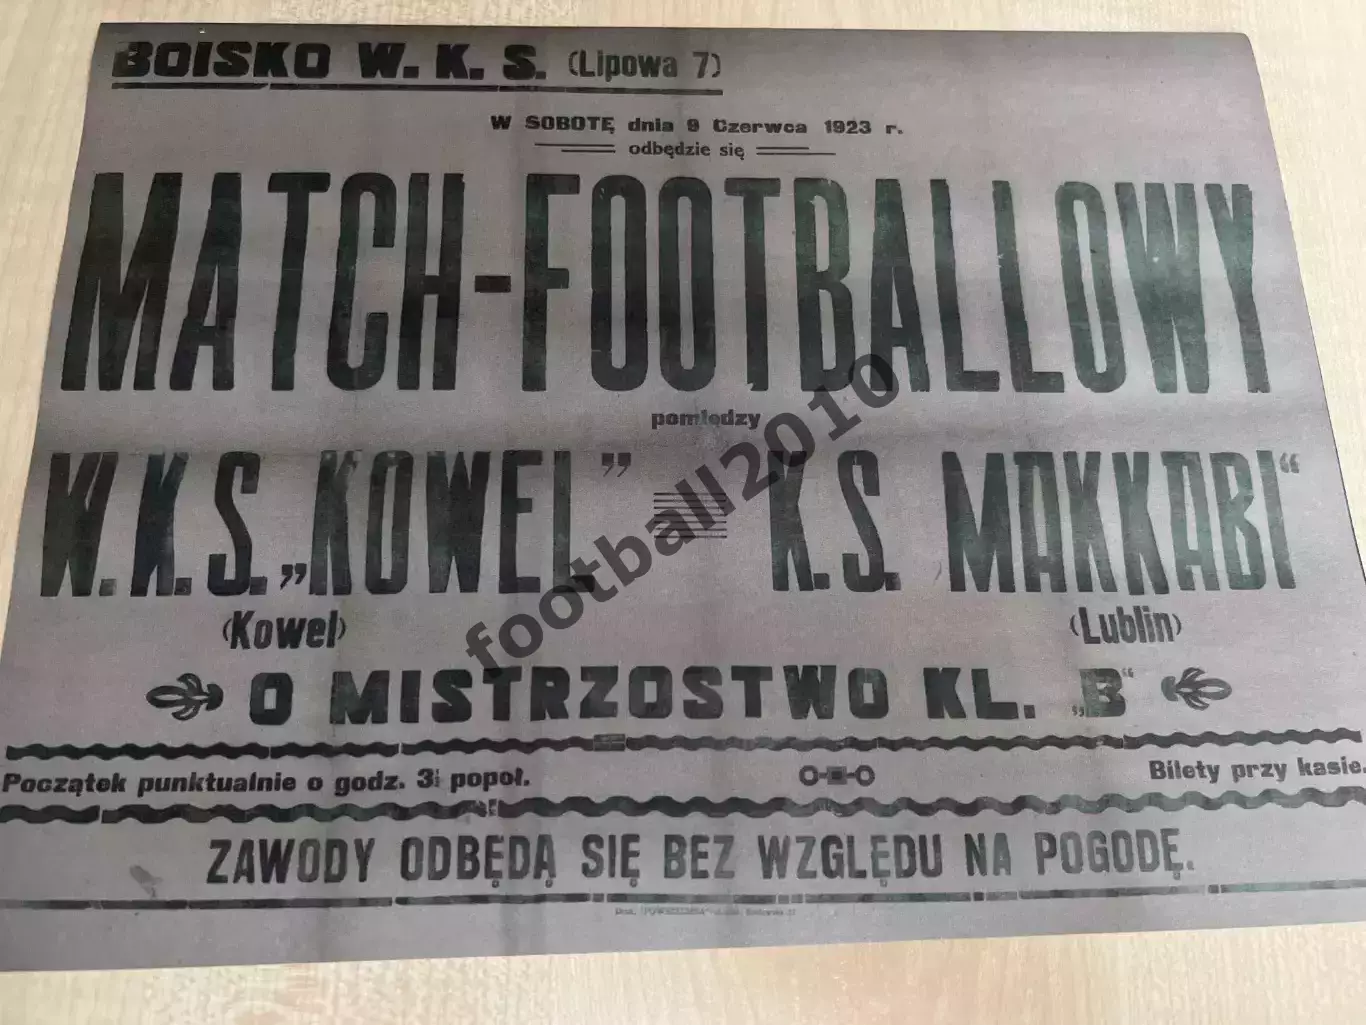 BOISKO W. K. S. (Lipowa 7)
W SOBOTĘ dnia 9 Czerwca 1923 r.
odbędzie się
MATCH-FOOTBALLOWY
pomiędzy
W.K.S. „KOWEL” K.S. MAKKABI“
(Kowel) (Lublin)
O MISTRZOSTWO KL. „B“
Początek punktualnie o godz. 3½ popoł. Bilety przy kasie.
ZAWODY ODBĘDĄ SIĘ BEZ WZGLĘDU NA POGODĘ.
football2010